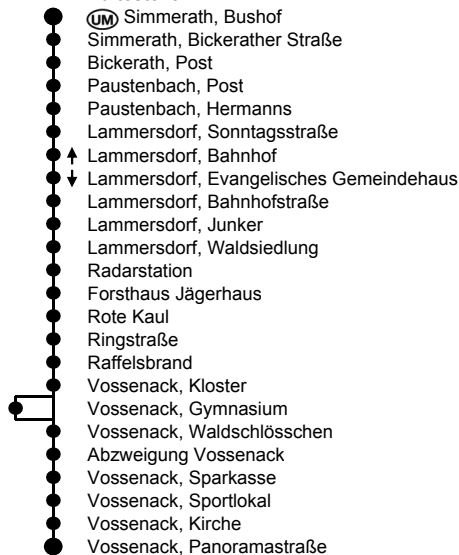 UM Simmerath, Bushof
Simmerath, Bickerather Straße
Bickerath, Post
Paustenbach, Post
Paustenbach, Hermanns
Lammersdorf, Sonntagsstraße
Lammersdorf, Bahnhof
Lammersdorf, Evangelisches Gemeindehaus
Lammersdorf, Bahnhofstraße
Lammersdorf, Junker
Lammersdorf, Waldsiedlung
Radarstation
Forsthaus Jägerhaus
Rote Kaul
Ringstraße
Raffelsbrand
Vossenack, Kloster
Vossenack, Gymnasium
Vossenack, Waldschlösschen
Abzweigung Vossenack
Vossenack, Sparkasse
Vossenack, Sportlokal
Vossenack, Kirche
Vossenack, Panoramastraße